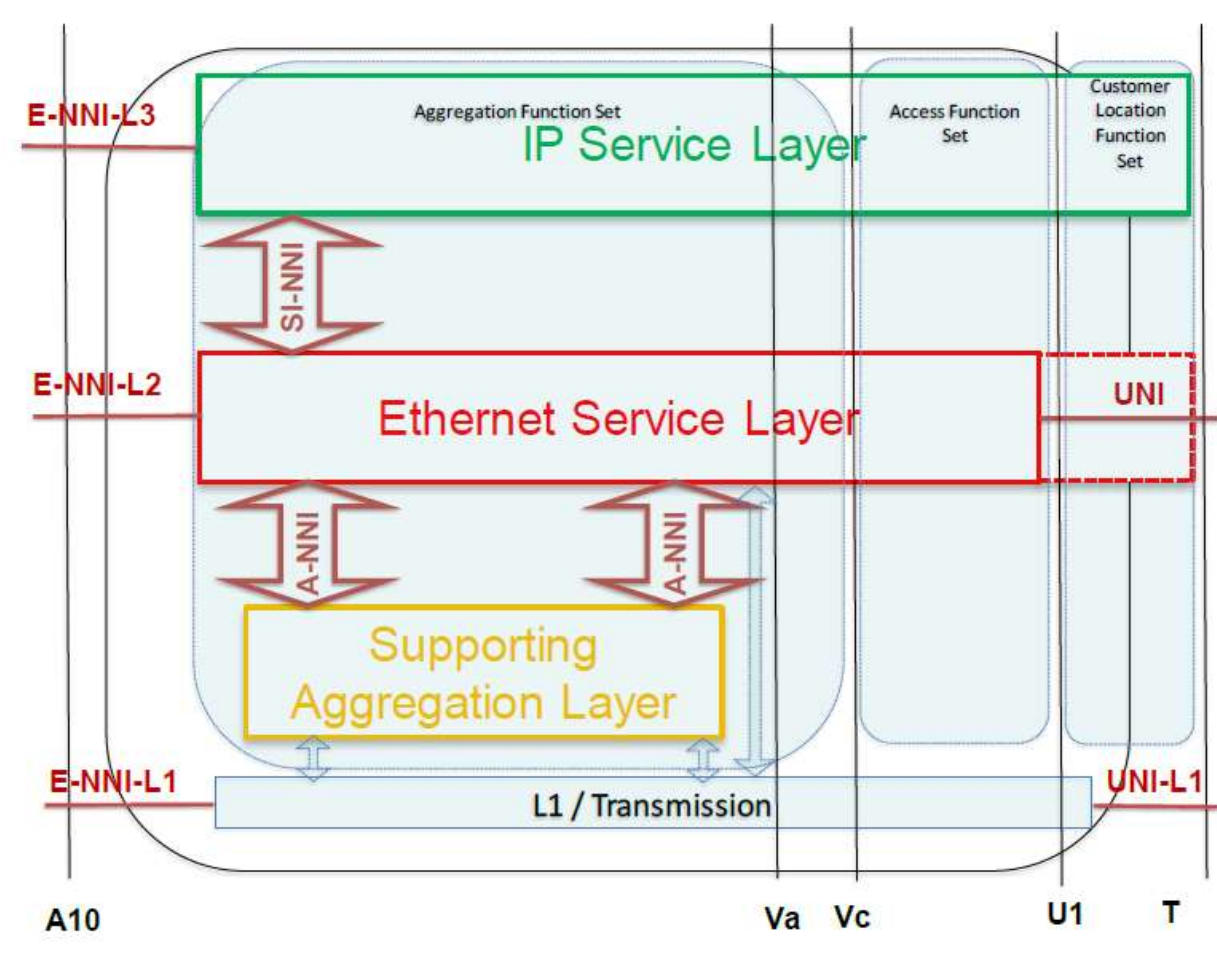 E-NNI-L3
Aggregation Function Set
IP Service Layer
Access Function
Set
Customer
Location
Function
Set
SI-NNI
E-NNI-L2
Ethernet Service Layer
UNI
A-NNI
A-NNI
Supporting
Aggregation Layer
E-NNI-L1
L1 / Transmission
UNI-L1
A10
Va
Vc
U1
T